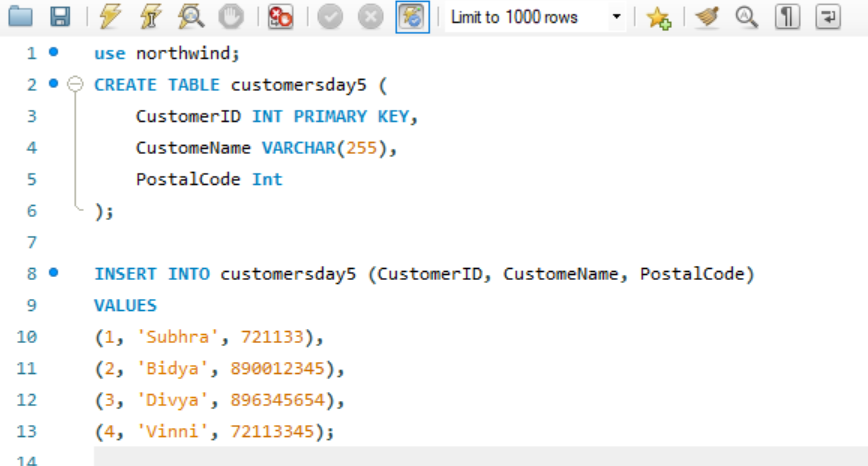 Limit to 1000 rows
1 use northwind;
2 CREATE TABLE customersday5 (
3 CustomerID INT PRIMARY KEY,
4 CustomeName VARCHAR(255),
5 PostalCode Int
6 );
7
8 INSERT INTO customersday5 (CustomerID, CustomeName, PostalCode)
9 VALUES
10 (1, 'Subhra', 721133),
11 (2, 'Bidya', 890012345),
12 (3, 'Divya', 896345654),
13 (4, 'Vinni', 72113345);
14